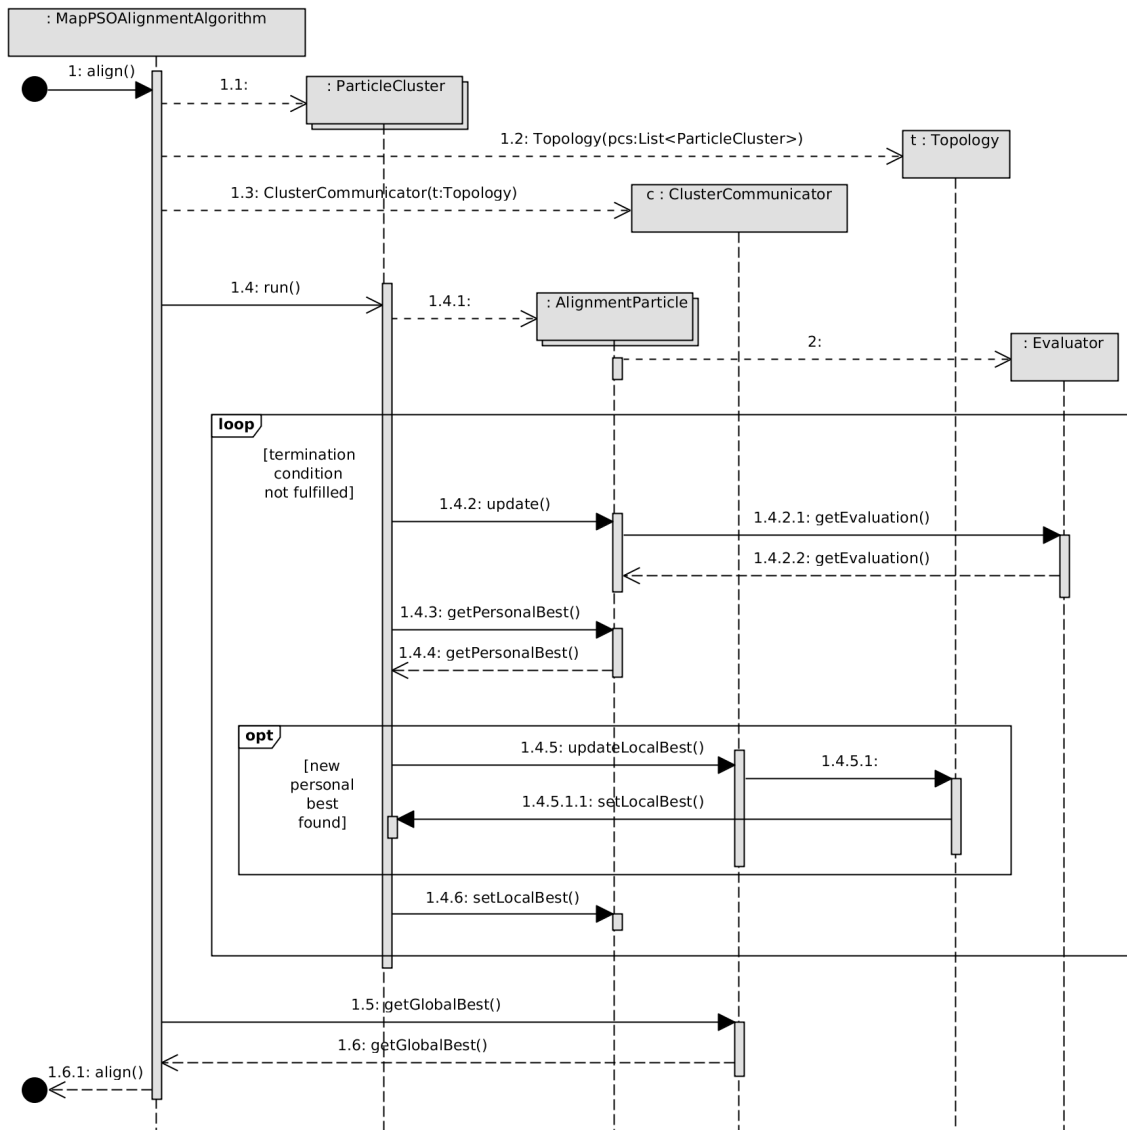 : MapPSOAlignmentAlgorithm
1: align()
1.1:
: ParticleCluster
1.2: Topology(pcs:List<ParticleCluster>)
t : Topology
1.3: ClusterCommunicator(t:Topology)
c : ClusterCommunicator
1.4: run()
1.4.1:
: AlignmentParticle
2:
: Evaluator
loop
[termination
condition
not fulfilled]
1.4.2: update()
1.4.2.1: getEvaluation()
1.4.2.2: getEvaluation()
1.4.3: getPersonalBest()
1.4.4: getPersonalBest()
opt
[new
personal
best
found]
1.4.5: updateLocalBest()
1.4.5.1:
1.4.5.1.1: setLocalBest()
1.4.6: setLocalBest()
1.5: getGlobalBest()
1.6: getGlobalBest()
1.6.1: align()